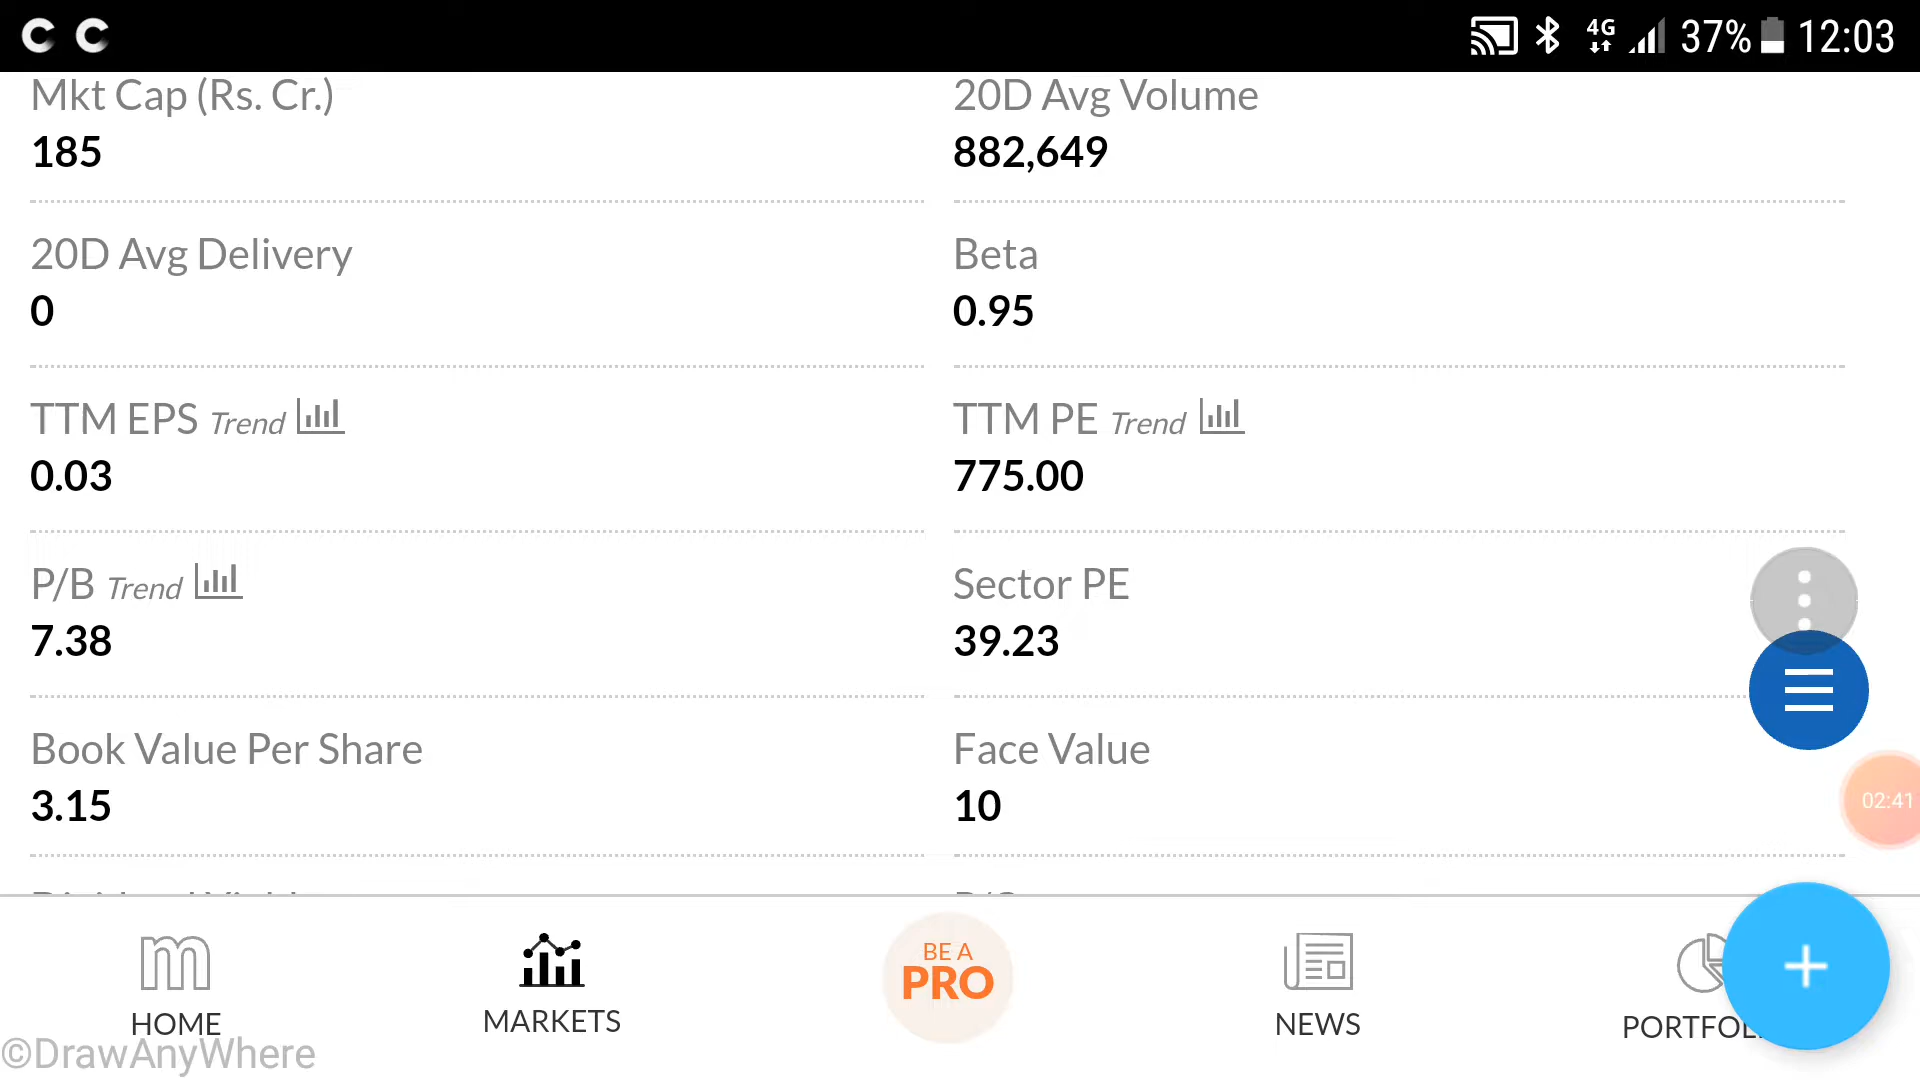 4G 37% 12:03
Mkt Cap (Rs. Cr.)
185
20D Avg Volume
882,649
20D Avg Delivery
0
Beta
0.95
TTM EPS Trend
0.03
TTM PE Trend
775.00
P/B Trend
7.38
Sector PE
39.23
Book Value Per Share
3.15
Face Value
10
02:41
HOME
MARKETS
BE A
PRO
NEWS
©DrawAnyWhere